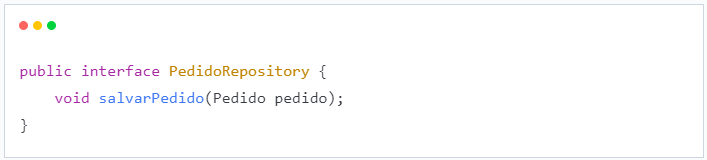 public interface PedidoRepository {
    void salvarPedido(Pedido pedido);
}